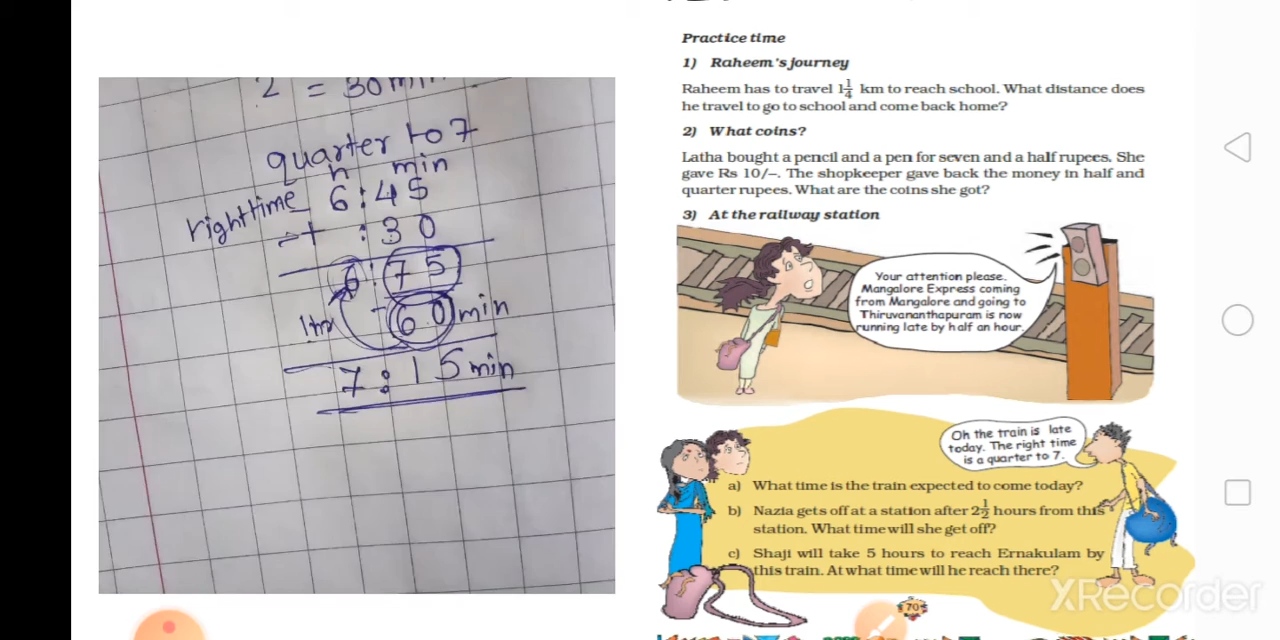 2 = 30 min
quarter to 7
h min
right time 6 : 45
+ : 30
6 : 75
1hr - 60 min
7 : 15 min
Practice time
1) Raheem's journey
Raheem has to travel 1 1/4 km to reach school. What distance does
he travel to go to school and come back home?
2) What coins?
Latha bought a pencil and a pen for seven and a half rupees. She
gave Rs 10/–. The shopkeeper gave back the money in half and
quarter rupees. What are the coins she got?
3) At the railway station
Your attention please.
Mangalore Express coming
from Mangalore and going to
Thiruvananthapuram is now
running late by half an hour.
Oh the train is late
today. The right time
is a quarter to 7.
a) What time is the train expected to come today?
b) Nazia gets off at a station after 2 1/2 hours from this
station. What time will she get off?
c) Shaji will take 5 hours to reach Ernakulam by
this train. At what time will he reach there?
70
XRecorder